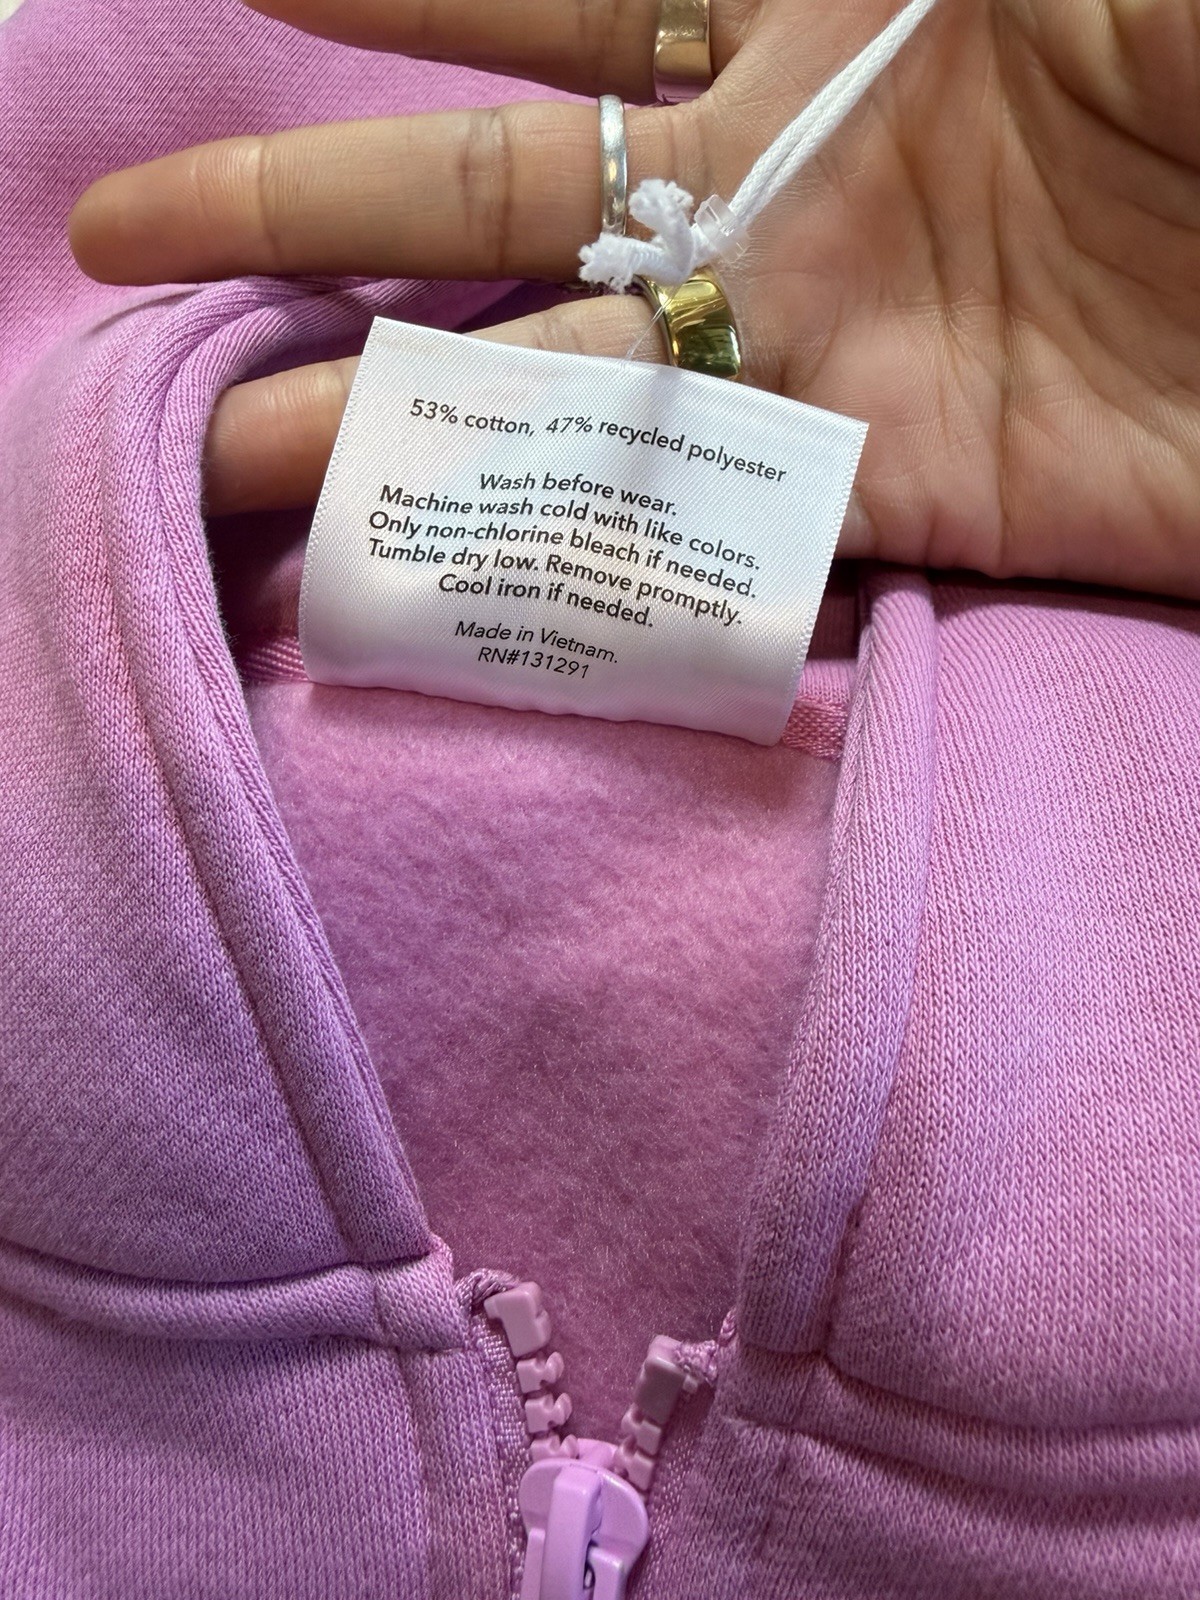 53% cotton, 47% recycled polyester
Wash before wear.
Machine wash cold with like colors.
Only non-chlorine bleach if needed.
Tumble dry low. Remove promptly.
Cool iron if needed.
Made in Vietnam.
RN#131291